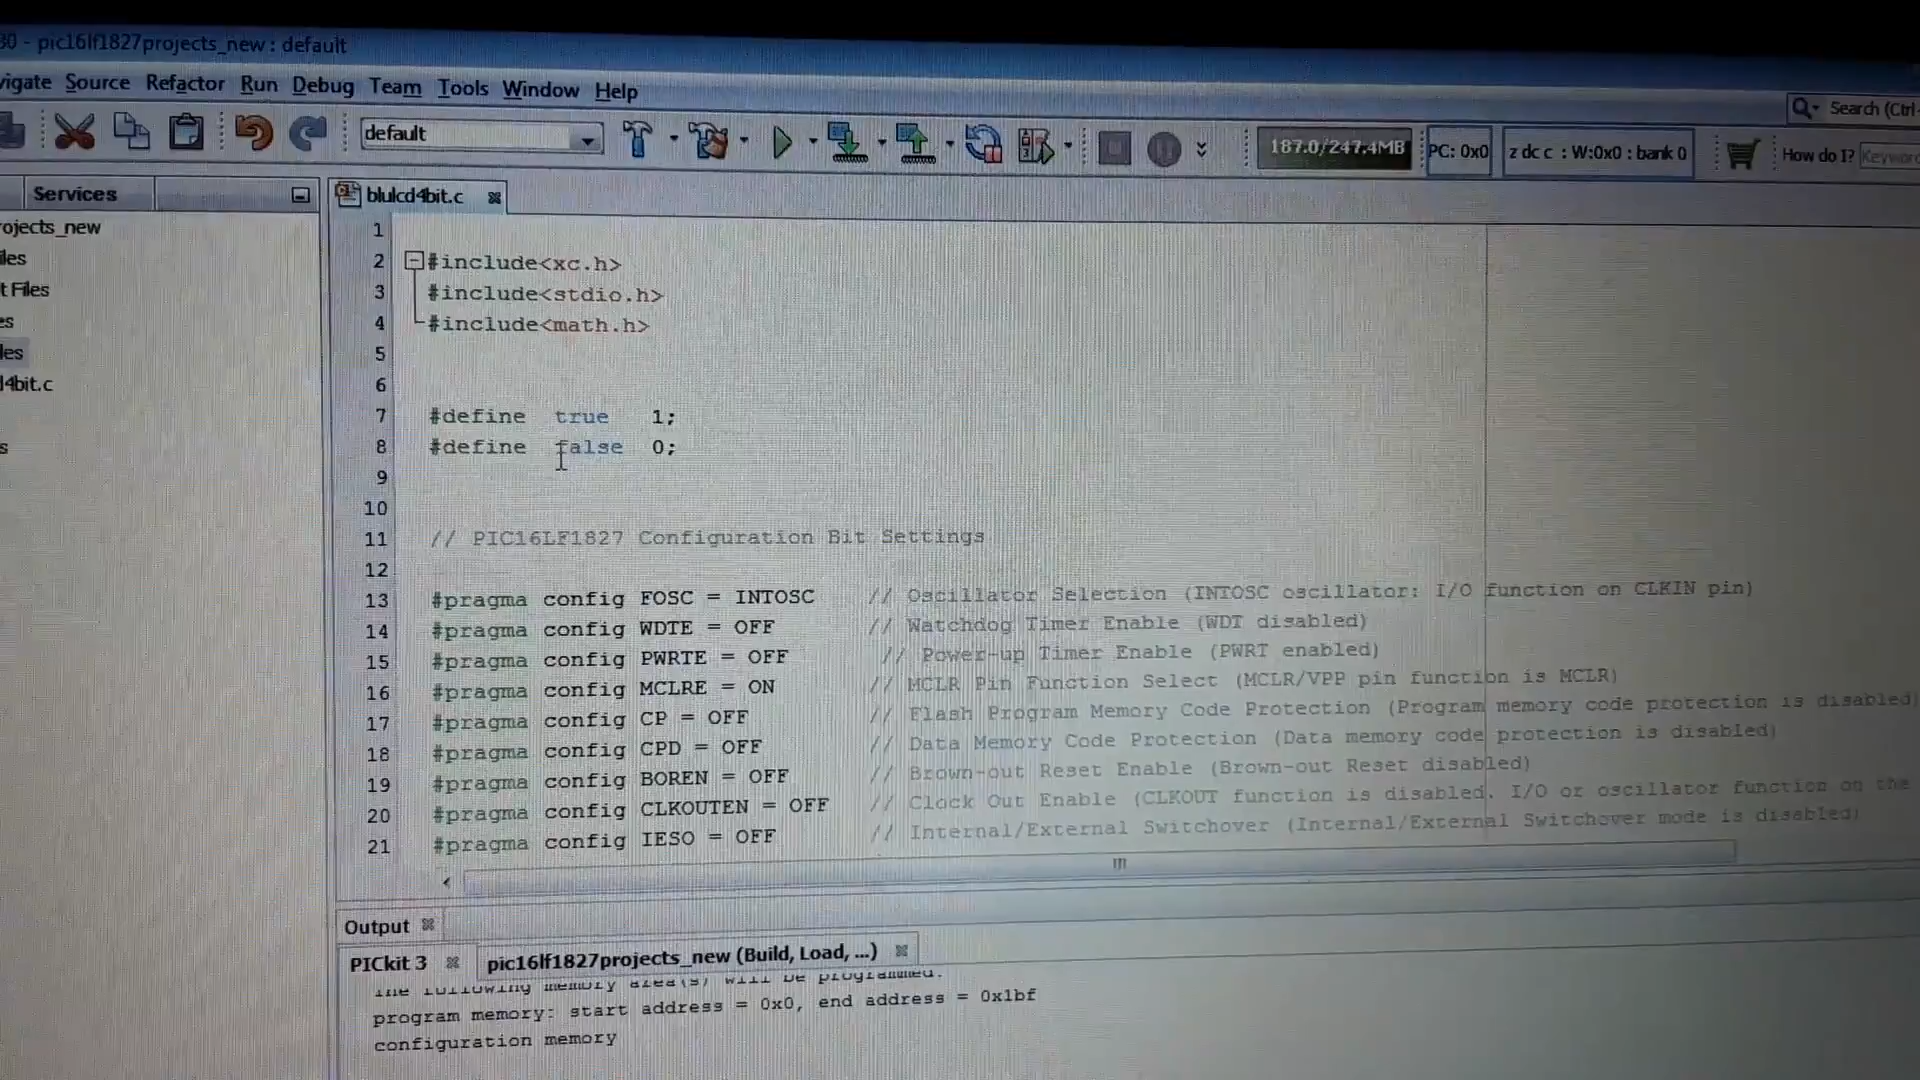 30 - pic16lf1827projects_new : default
vigate Source Refactor Run Debug Team Tools Window Help
Search (Ctrl+
default
187.0/247.4MB
PC: 0x0
z dc c : W:0x0 : bank 0
How do I?
Keyword
Services
blulcd4bit.c
rojects_new
iles
t Files
es
les
d4bit.c
s
1
2 #include<xc.h>
3 #include<stdio.h>
4 #include<math.h>
5
6
7 #define true 1;
8 #define false 0;
9
10
11 // PIC16LF1827 Configuration Bit Settings
12
13 #pragma config FOSC = INTOSC // Oscillator Selection (INTOSC oscillator: I/O function on CLKIN pin)
14 #pragma config WDTE = OFF // Watchdog Timer Enable (WDT disabled)
15 #pragma config PWRTE = OFF // Power-up Timer Enable (PWRT enabled)
16 #pragma config MCLRE = ON // MCLR Pin Function Select (MCLR/VPP pin function is MCLR)
17 #pragma config CP = OFF // Flash Program Memory Code Protection (Program memory code protection is disabled)
18 #pragma config CPD = OFF // Data Memory Code Protection (Data memory code protection is disabled)
19 #pragma config BOREN = OFF // Brown-out Reset Enable (Brown-out Reset disabled)
20 #pragma config CLKOUTEN = OFF // Clock Out Enable (CLKOUT function is disabled. I/O or oscillator function on the
21 #pragma config IESO = OFF // Internal/External Switchover (Internal/External Switchover mode is disabled)
Output
PICkit 3
pic16lf1827projects_new (Build, Load, ...)
The following memory area(s) will be programmed:
program memory: start address = 0x0, end address = 0x1bf
configuration memory